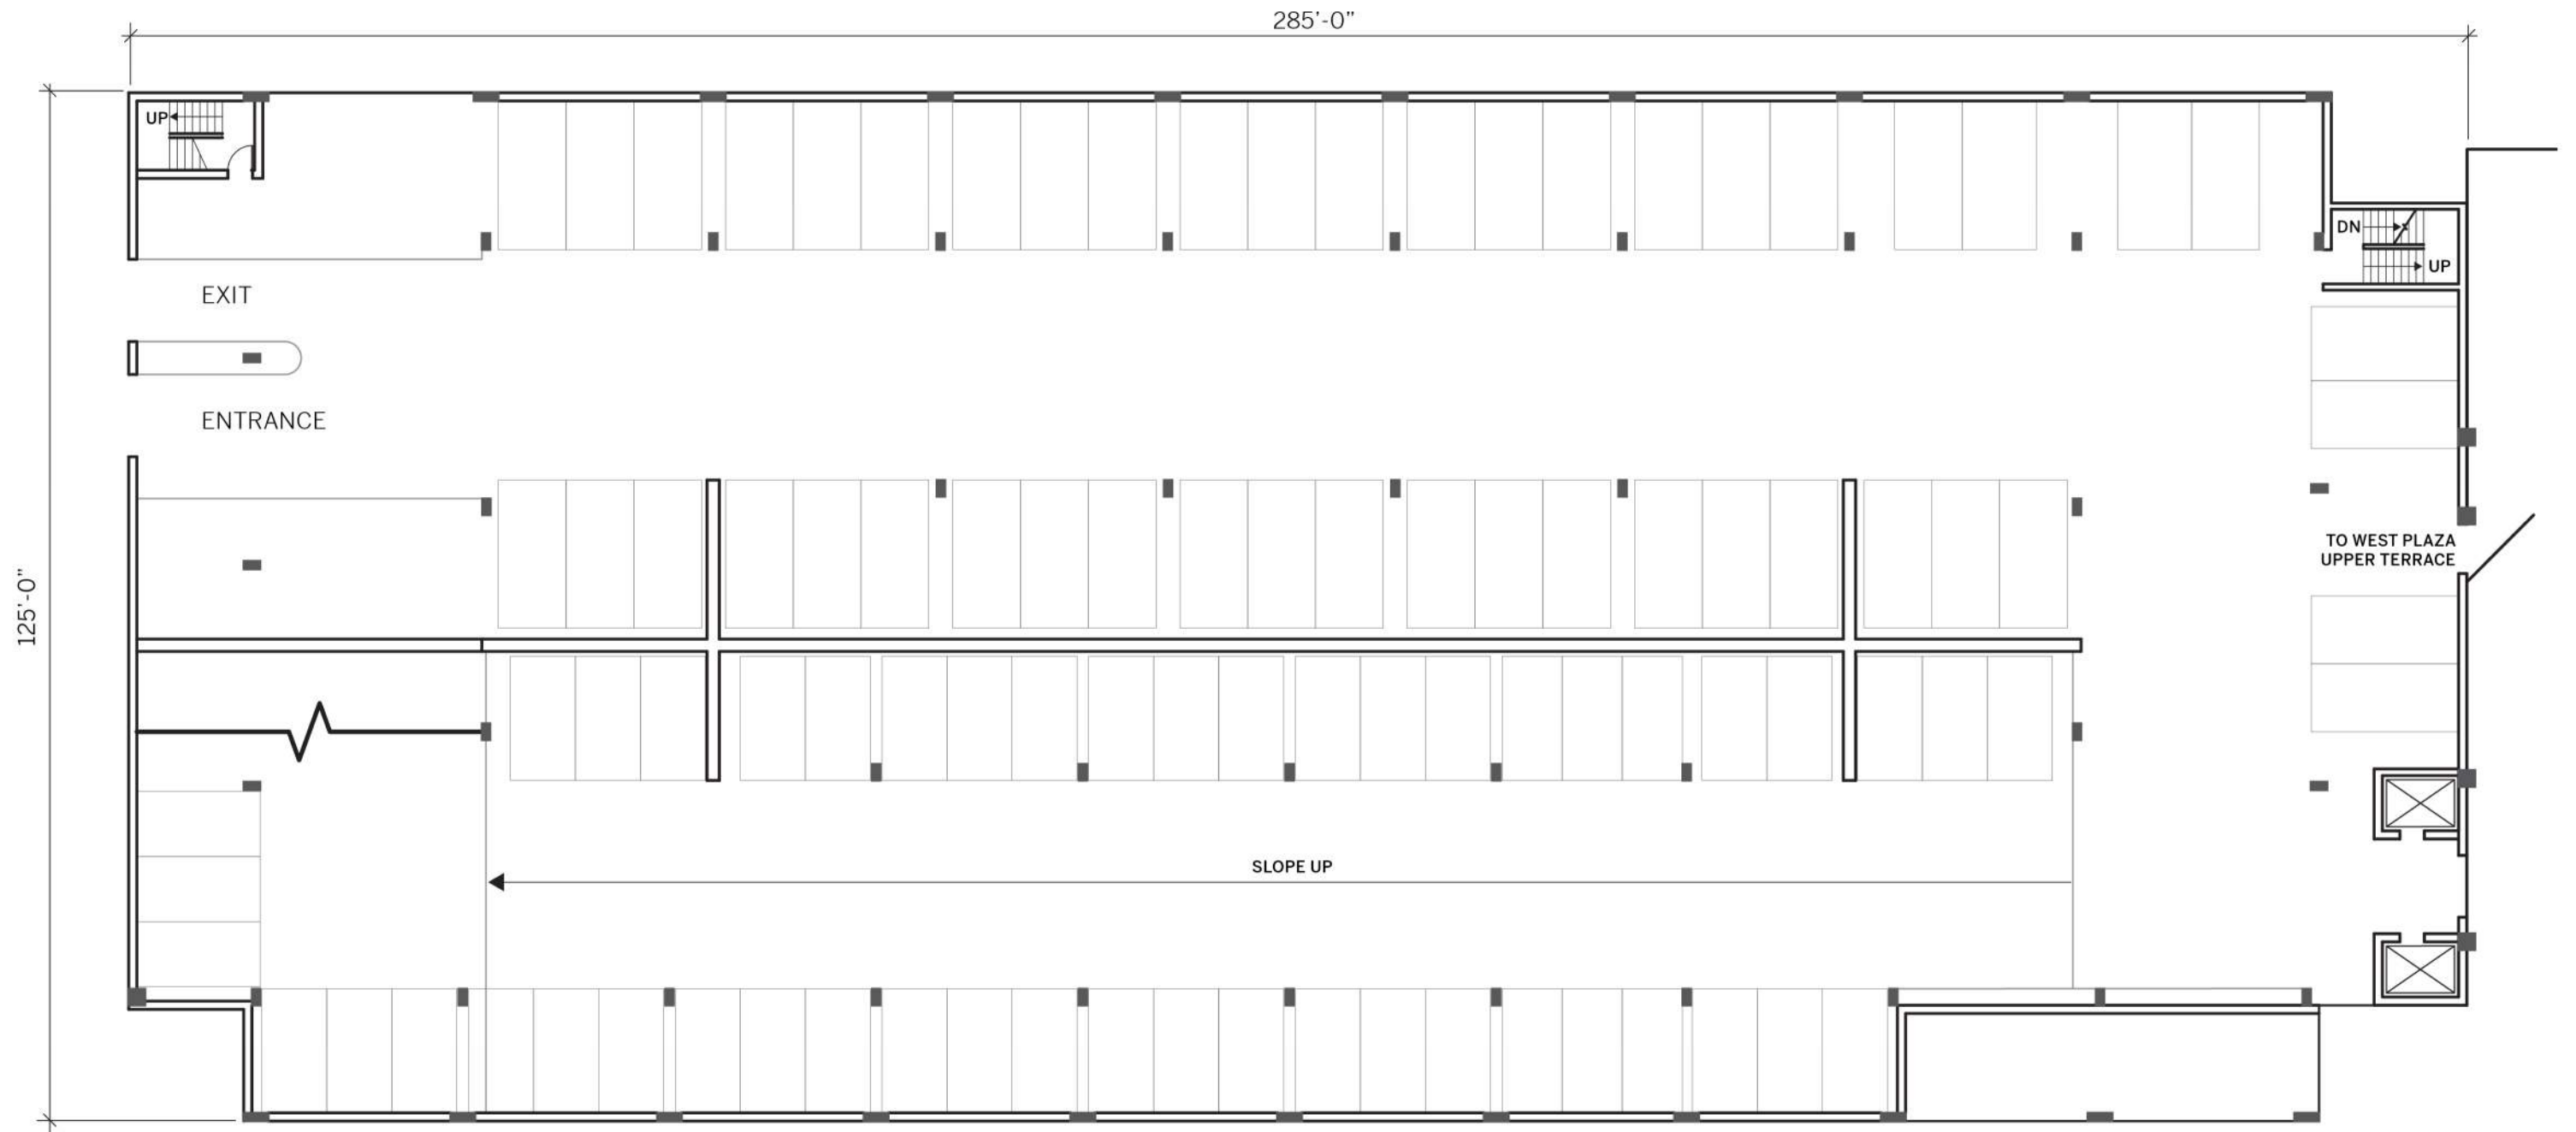 285’-0”
UP
DN
UP
EXIT
ENTRANCE
125’-0”
TO WEST PLAZA
UPPER TERRACE
SLOPE UP